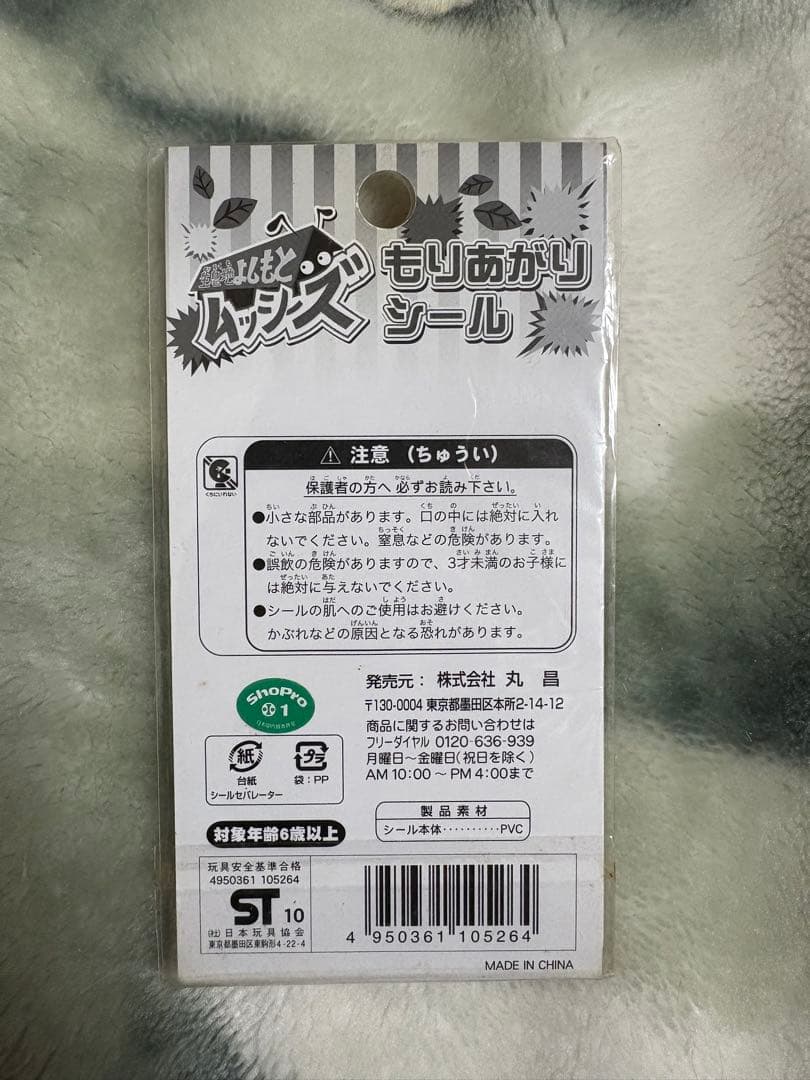 よしもと
ムッシーズ
もりあがり
シール
くちにいれない
⚠ 注意 (ちゅうい)
保護者の方へ 必ずお読み下さい。
●小さな部品があります。口の中には絶対に入れ
ないでください。窒息などの危険があります。
●誤飲の危険がありますので、3才未満のお子様に
は絶対に与えないでください。
●シールの肌へのご使用はお避けください。
かぶれなどの原因となる恐れがあります。
ShoPro
1
発売元: 株式会社 丸 昌
〒130-0004 東京都墨田区本所2-14-12
商品に関するお問い合わせは
フリーダイヤル 0120-636-939
月曜日~金曜日(祝日を除く)
AM 10:00~PM 4:00まで
紙
台紙
シールセパレーター
プラ
袋:PP
製品素材
シール本体··········PVC
対象年齢6歳以上
玩具安全基準合格
4950361 105264
ST 10
(社)日本玩具協会
東京都墨田区東駒形4-22-4
4 950361 105264
MADE IN CHINA